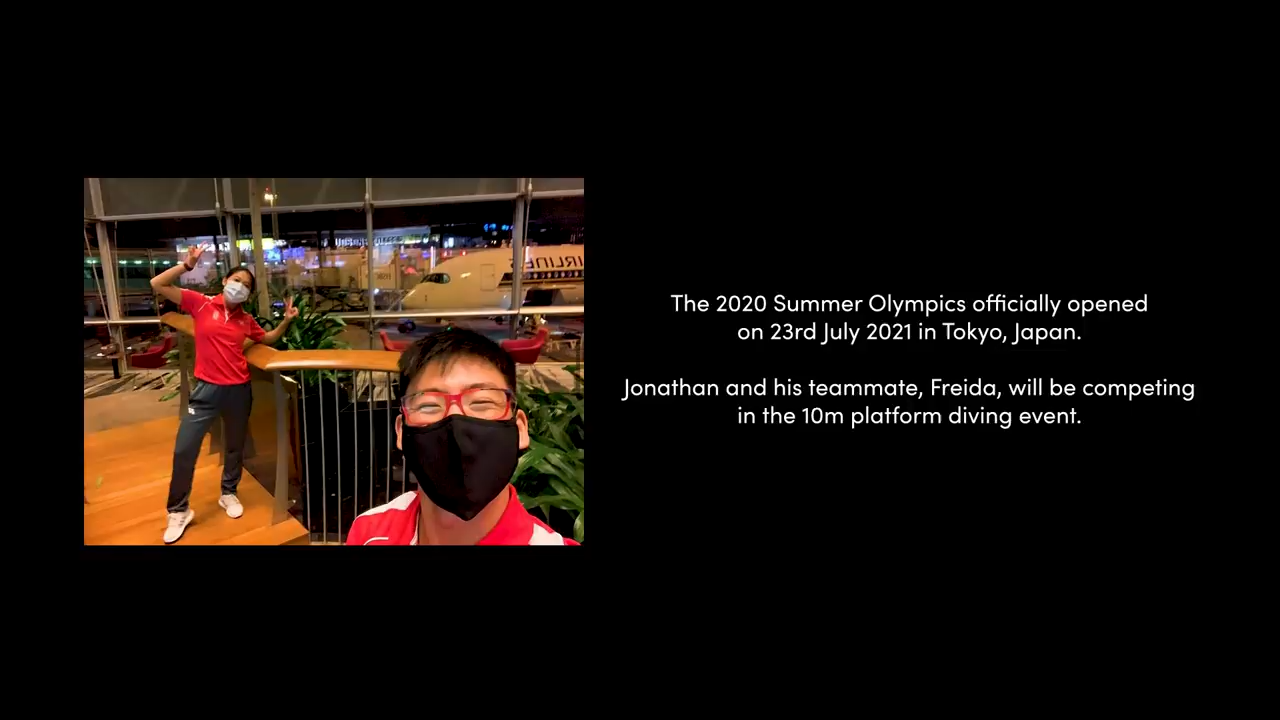 IRLINES
The 2020 Summer Olympics officially opened
on 23rd July 2021 in Tokyo, Japan.
Jonathan and his teammate, Freida, will be competing
in the 10m platform diving event.